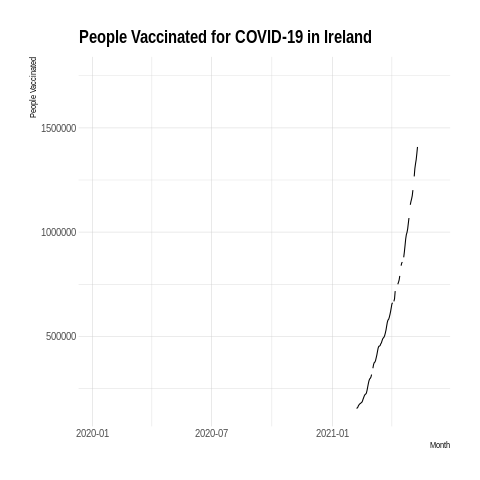 People Vaccinated for COVID-19 in Ireland
People Vaccinated
1500000
1000000
500000
2020-01 2020-07 2021-01
Month